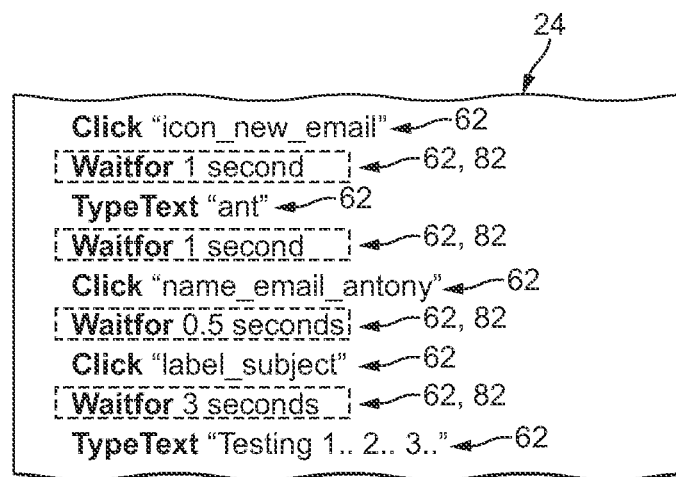 24
Click “icon_new_email” 62
Waitfor 1 second 62, 82
TypeText “ant” 62
Waitfor 1 second 62, 82
Click “name_email_antony” 62
Waitfor 0.5 seconds 62, 82
Click “label_subject” 62
Waitfor 3 seconds 62, 82
TypeText “Testing 1.. 2.. 3..” 62